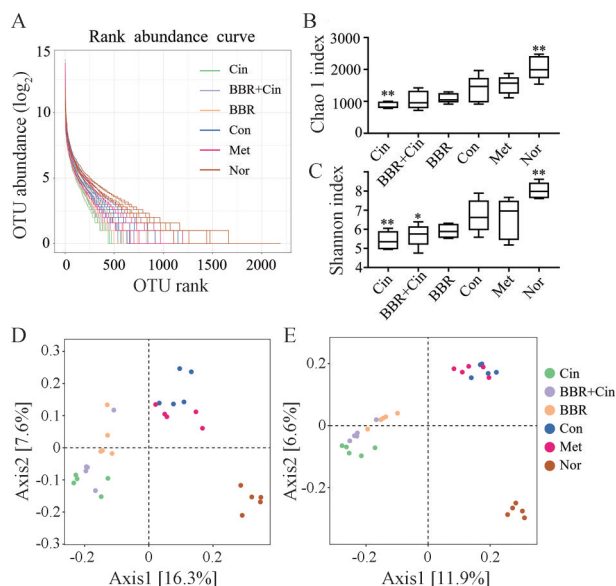 A
Rank abundance curve
OTU abundance (log2)
15
10
5
0
Cin
BBR+Cin
BBR
Con
Met
Nor
0 500 1000 1500 2000
OTU rank
B
Chao 1 index
3000
2000
1000
0
**
**
Cin BBR+Cin BBR Con Met Nor
C
Shannon index
8
7
6
5
4
**
*
**
Cin BBR+Cin BBR Con Met Nor
D
Axis2 [7.6%]
0.3
0.2
0.1
0
-0.1
-0.2
-0.3
-0.2 0 0.2
Axis1 [16.3%]
E
Axis2 [6.6%]
0.2
0
-0.2
-0.2 0 0.2
Axis1 [11.9%]
Cin
BBR+Cin
BBR
Con
Met
Nor